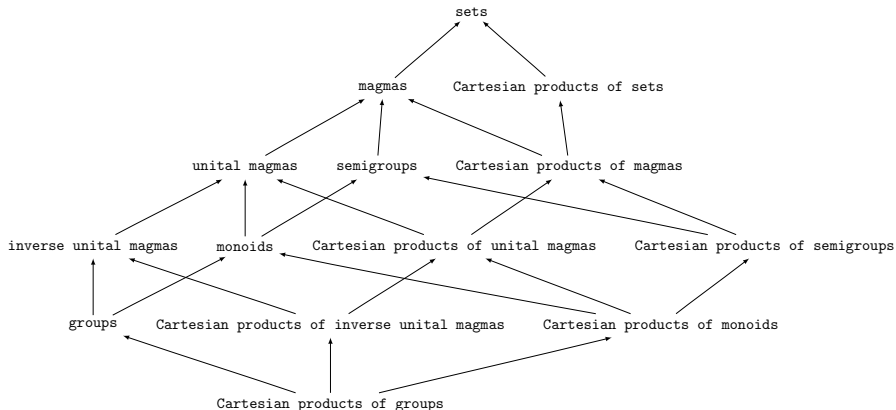 sets
magmas
Cartesian products of sets
unital magmas
semigroups
Cartesian products of magmas
inverse unital magmas
monoids
Cartesian products of unital magmas
Cartesian products of semigroups
groups
Cartesian products of inverse unital magmas
Cartesian products of monoids
Cartesian products of groups